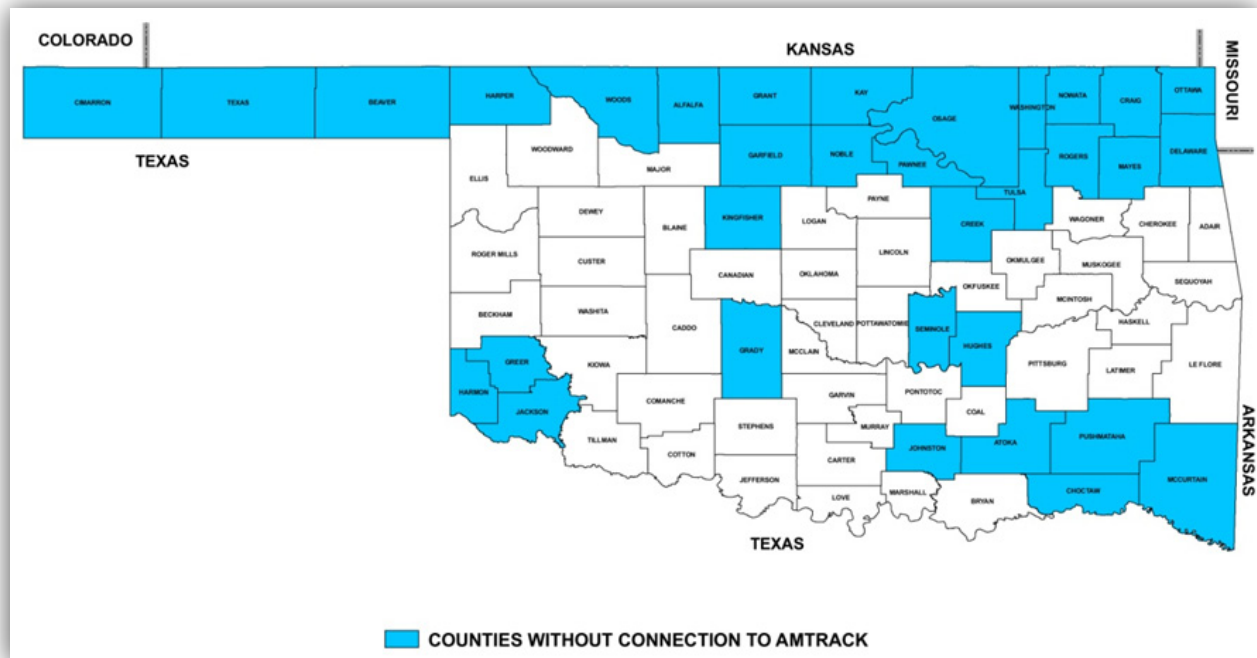 COLORADO
KANSAS
MISSOURI
CIMARRON
TEXAS
BEAVER
HARPER
WOODS
ALFALFA
GRANT
KAY
OSAGE
WASHINGTON
NOWATA
CRAIG
OTTAWA
TEXAS
ELLIS
WOODWARD
MAJOR
GARFIELD
NOBLE
PAWNEE
ROGERS
MAYES
DELAWARE
DEWEY
BLAINE
KINGFISHER
LOGAN
PAYNE
CREEK
TULSA
WAGONER
CHEROKEE
ADAIR
ROGER MILLS
CUSTER
CANADIAN
OKLAHOMA
LINCOLN
OKMULGEE
MUSKOGEE
SEQUOYAH
BECKHAM
WASHITA
CADDO
GRADY
CLEVELAND
MCCLAIN
POTTAWATOMIE
SEMINOLE
OKFUSKEE
HUGHES
MCINTOSH
HASKELL
PITTSBURG
LATIMER
LE FLORE
HARMON
GREER
JACKSON
KIOWA
COMANCHE
TILLMAN
COTTON
STEPHENS
JEFFERSON
GARVIN
MURRAY
CARTER
LOVE
PONTOTOC
COAL
JOHNSTON
MARSHALL
ATOKA
BRYAN
PUSHMATAHA
CHOCTAW
MCCURTAIN
ARKANSAS
TEXAS
COUNTIES WITHOUT CONNECTION TO AMTRACK